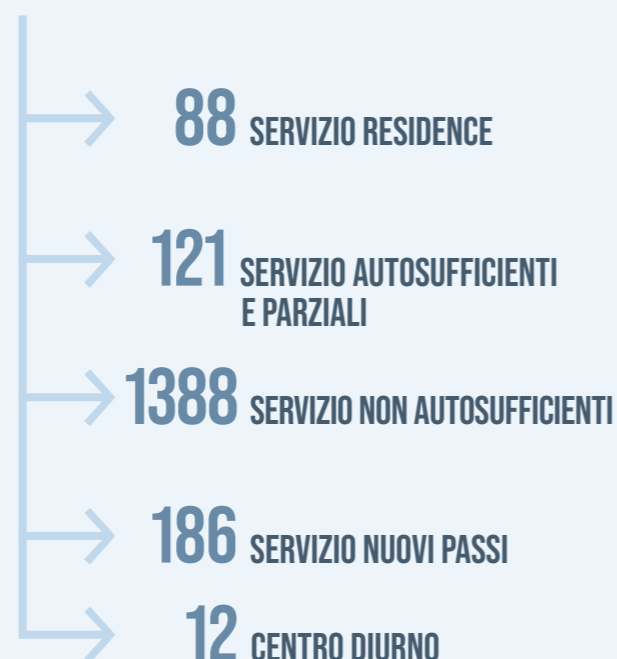 88 SERVIZIO RESIDENCE
121 SERVIZIO AUTOSUFFICIENTI
E PARZIALI
1388 SERVIZIO NON AUTOSUFFICIENTI
186 SERVIZIO NUOVI PASSI
12 CENTRO DIURNO